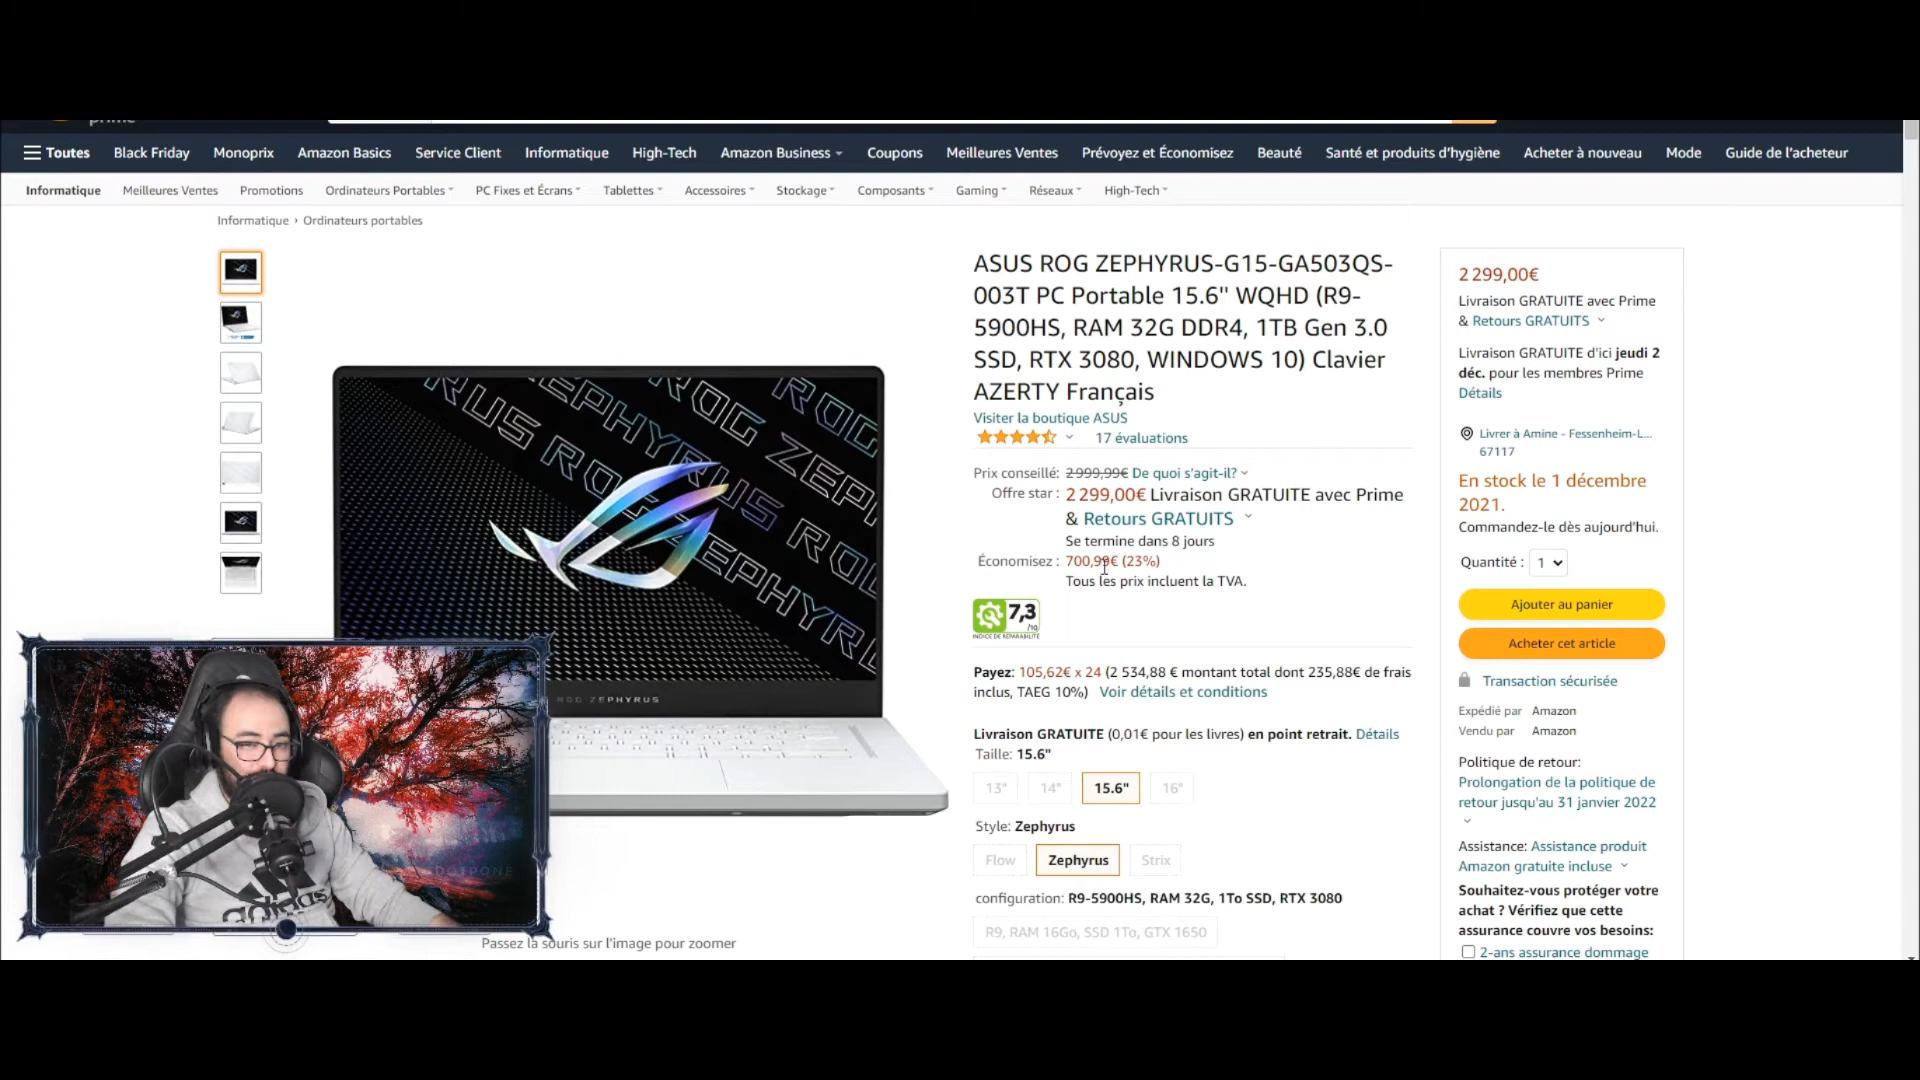 Toutes Black Friday Monoprix Amazon Basics Service Client Informatique High-Tech Amazon Business Coupons Meilleures Ventes Prévoyez et Économisez Beauté Santé et produits d'hygiène Acheter à nouveau Mode Guide de l'acheteur
Informatique Meilleures Ventes Promotions Ordinateurs Portables PC Fixes et Écrans Tablettes Accessoires Stockage Composants Gaming Réseaux High-Tech
Informatique › Ordinateurs portables
ASUS ROG ZEPHYRUS-G15-GA503QS-
003T PC Portable 15.6" WQHD (R9-
5900HS, RAM 32G DDR4, 1TB Gen 3.0
SSD, RTX 3080, WINDOWS 10) Clavier
AZERTY Français
Visiter la boutique ASUS
17 évaluations
Prix conseillé: 2 999,99€ De quoi s'agit-il?
Offre star : 2 299,00€ Livraison GRATUITE avec Prime
& Retours GRATUITS
Se termine dans 8 jours
Économisez : 700,99€ (23%)
Tous les prix incluent la TVA.
7,3
/10
INDICE DE RÉPARABILITÉ
Payez: 105,62€ x 24 (2 534,88 € montant total dont 235,88€ de frais
inclus, TAEG 10%) Voir détails et conditions
Livraison GRATUITE (0,01€ pour les livres) en point retrait. Détails
Taille: 15.6"
13" 14" 15.6" 16"
Style: Zephyrus
Flow Zephyrus Strix
configuration: R9-5900HS, RAM 32G, 1To SSD, RTX 3080
R9, RAM 16Go, SSD 1To, GTX 1650
2 299,00€
Livraison GRATUITE avec Prime
& Retours GRATUITS
Livraison GRATUITE d'ici jeudi 2
déc. pour les membres Prime
Détails
Livrer à Amine - Fessenheim-L...
67117
En stock le 1 décembre
2021.
Commandez-le dès aujourd'hui.
Quantité : 1
Ajouter au panier
Acheter cet article
Transaction sécurisée
Expédié par Amazon
Vendu par Amazon
Politique de retour:
Prolongation de la politique de
retour jusqu'au 31 janvier 2022
Assistance: Assistance produit
Amazon gratuite incluse
Souhaitez-vous protéger votre
achat ? Vérifiez que cette
assurance couvre vos besoins:
2-ans assurance dommage
ROG ZEPHYRUS
adidas
Passez la souris sur l'image pour zoomer